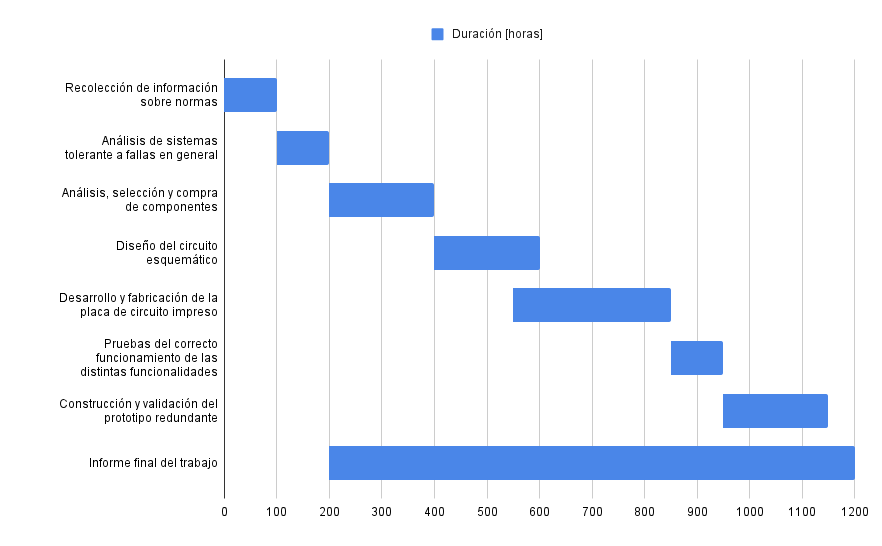 Duración [horas]
Recolección de información
sobre normas
Análisis de sistemas
tolerante a fallas en general
Análisis, selección y compra
de componentes
Diseño del circuito
esquemático
Desarrollo y fabricación de la
placa de circuito impreso
Pruebas del correcto
funcionamiento de las
distintas funcionalidades
Construcción y validación del
prototipo redundante
Informe final del trabajo
0 100 200 300 400 500 600 700 800 900 1000 1100 1200